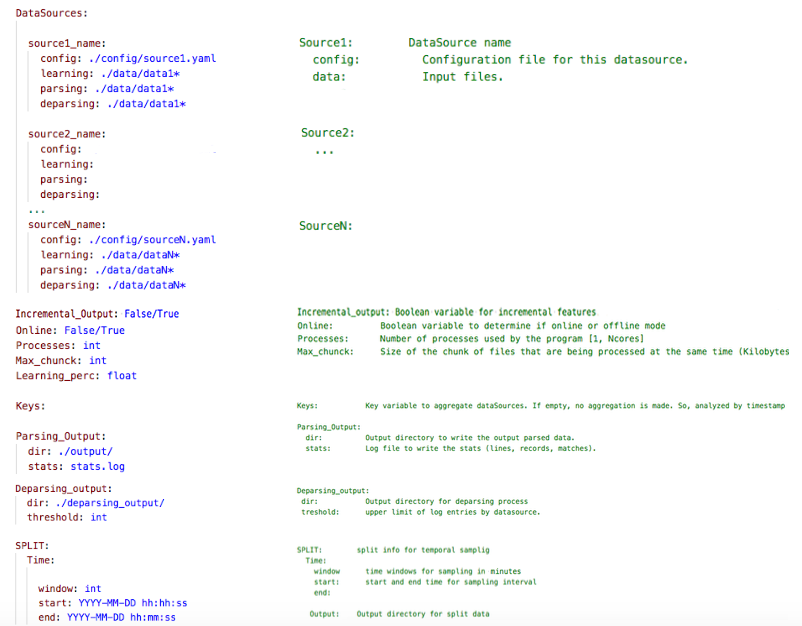 DataSources:
source1_name:
config: ./config/source1.yaml
learning: ./data/data1*
parsing: ./data/data1*
deparsing: ./data/data1*
source2_name:
config:
learning:
parsing:
deparsing:
...
sourceN_name:
config: ./config/sourceN.yaml
learning: ./data/dataN*
parsing: ./data/dataN*
deparsing: ./data/dataN*
Incremental_Output: False/True
Online: False/True
Processes: int
Max_chunck: int
Learning_perc: float
Keys:
Parsing_Output:
dir: ./output/
stats: stats.log
Deparsing_output:
dir: ./deparsing_output/
threshold: int
SPLIT:
Time:
window: int
start: YYYY-MM-DD hh:hh:ss
end: YYYY-MM-DD hh:mm:ss
Source1: DataSource name
config: Configuration file for this datasource.
data: Input files.
Source2:
...
SourceN:
Incremental_output: Boolean variable for incremental features
Online: Boolean variable to determine if online or offline mode
Processes: Number of processes used by the program [1, Ncores]
Max_chunck: Size of the chunk of files that are being processed at the same time (Kilobytes
Keys: Key variable to aggregate dataSources. If empty, no aggregation is made. So, analyzed by timestamp
Parsing_Output:
dir: Output directory to write the output parsed data.
stats: Log file to write the stats (lines, records, matches).
Deparsing_output:
dir: Output directory for deparsing process
treshold: upper limit of log entries by datasource.
SPLIT: split info for temporal samplig
Time:
window time windows for sampling in minutes
start: start and end time for sampling interval
end:
Output: Output directory for split data